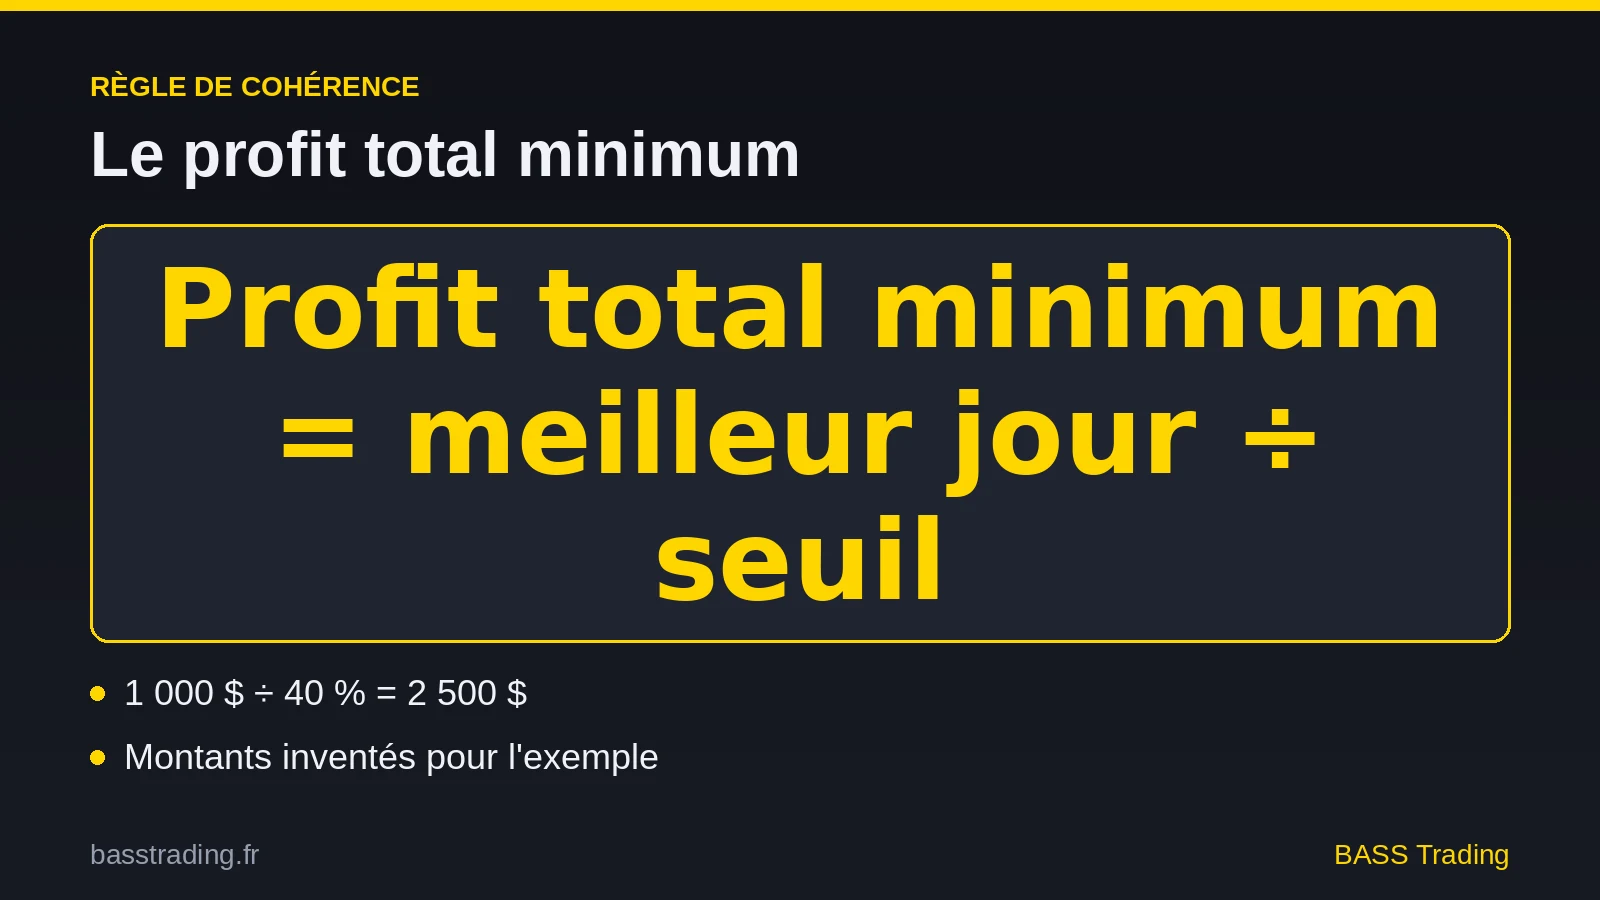 RÈGLE DE COHÉRENCE
Le profit total minimum
Profit total minimum
= meilleur jour ÷
seuil
1 000 $ ÷ 40 % = 2 500 $
Montants inventés pour l'exemple
basstrading.fr
BASS Trading